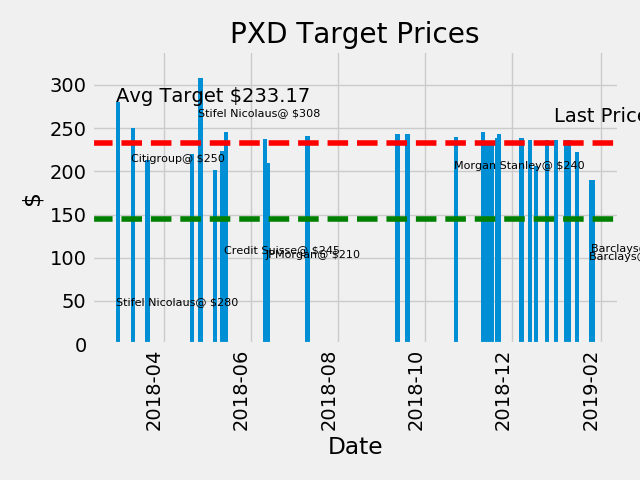 PXD Target Prices
300
250
200
150
100
50
0
$
Avg Target $233.17
Stifel Nicolaus@ $308
Last Price
Citigroup@ $250
Morgan Stanley@ $240
Credit Suisse@ $245
JPMorgan@ $210
Barclays@
Barclays@
Stifel Nicolaus@ $280
2018-04
2018-06
2018-08
2018-10
2018-12
2019-02
Date